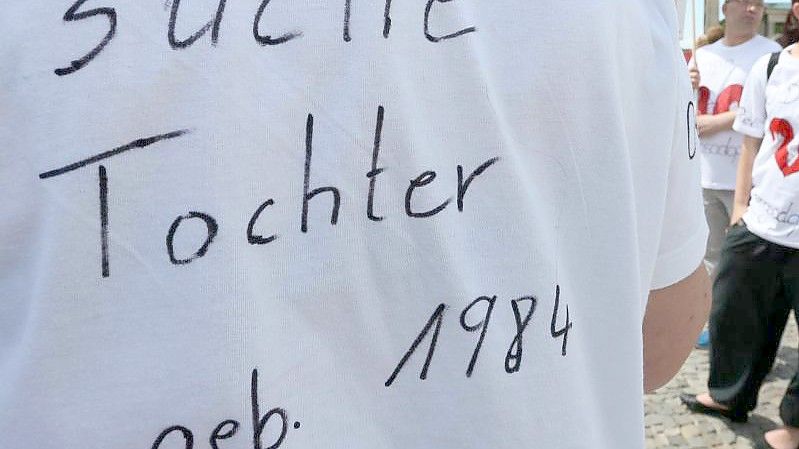 suche
Tochter
1984
geb.